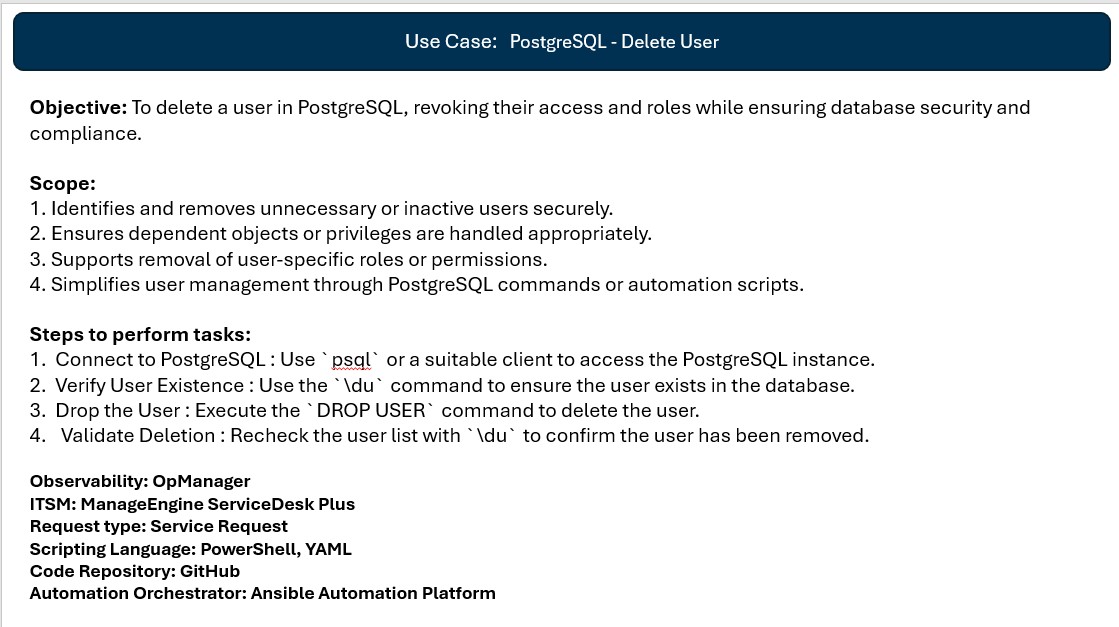 Use Case: PostgreSQL - Delete User
Objective: To delete a user in PostgreSQL, revoking their access and roles while ensuring database security and
compliance.
Scope:
1. Identifies and removes unnecessary or inactive users securely.
2. Ensures dependent objects or privileges are handled appropriately.
3. Supports removal of user-specific roles or permissions.
4. Simplifies user management through PostgreSQL commands or automation scripts.
Steps to perform tasks:
1. Connect to PostgreSQL : Use `psql` or a suitable client to access the PostgreSQL instance.
2. Verify User Existence : Use the `\du` command to ensure the user exists in the database.
3. Drop the User : Execute the `DROP USER` command to delete the user.
4. Validate Deletion : Recheck the user list with `\du` to confirm the user has been removed.
Observability: OpManager
ITSM: ManageEngine ServiceDesk Plus
Request type: Service Request
Scripting Language: PowerShell, YAML
Code Repository: GitHub
Automation Orchestrator: Ansible Automation Platform